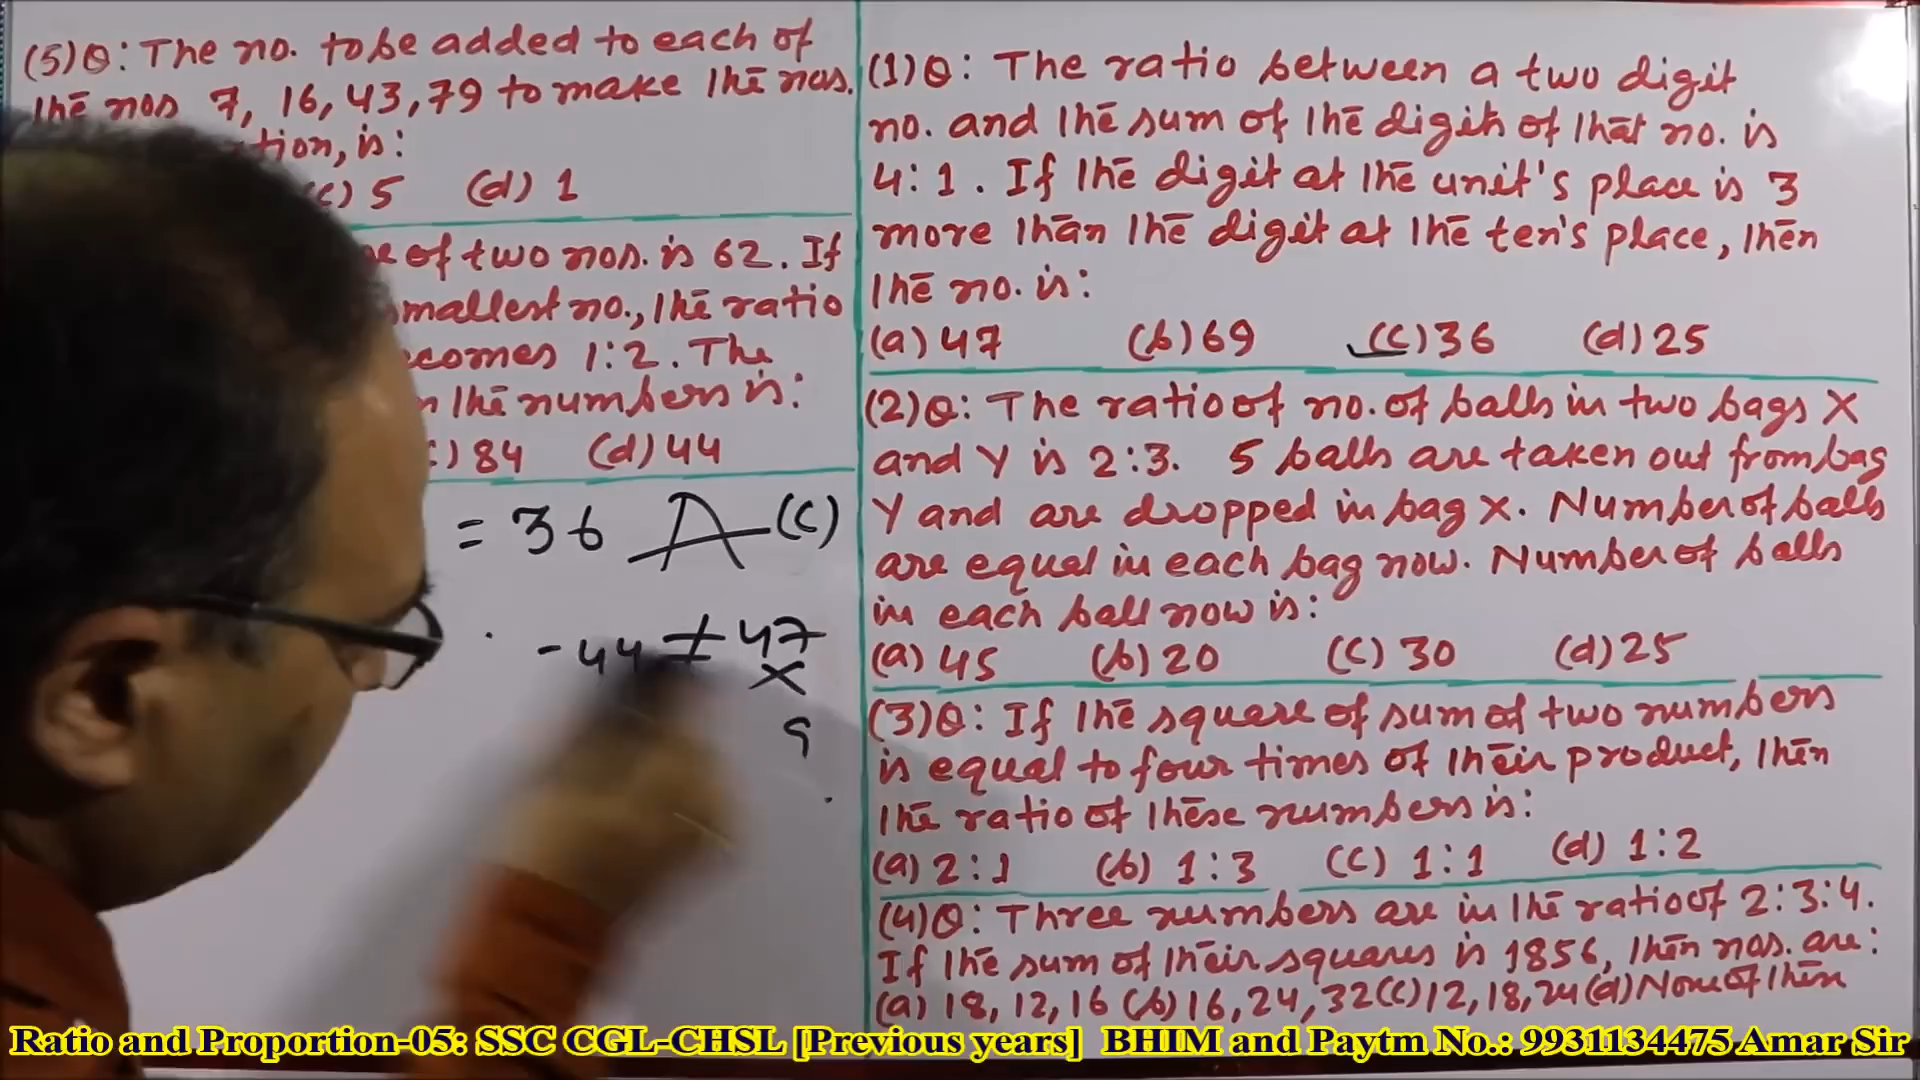 (5)Q: The no. to be added to each of
the nos 7, 16, 43, 79 to make the nos.
tion, is:
(c) 5 (d) 1
of two nos. is 62. If
smallest no., the ratio
comes 1:2. The
the numbers is:
) 84 (d) 44
= 36 A (c)
- 44 ≠ 47
x
9
(1)Q: The ratio between a two digit
no. and the sum of the digits of that no. is
4:1. If the digit at the unit's place is 3
more than the digit at the ten's place, then
the no. is:
(a) 47 (b) 69 (c) 36 (d) 25
(2)Q: The ratio of no. of balls in two bags X
and Y is 2:3. 5 balls are taken out from bag
Y and are dropped in bag X. Number of balls
are equal in each bag now. Number of balls
in each ball now is:
(a) 45 (b) 20 (c) 30 (d) 25
(3)Q: If the square of sum of two numbers
is equal to four times of their product, then
the ratio of these numbers is:
(a) 2:1 (b) 1:3 (c) 1:1 (d) 1:2
(4)Q: Three numbers are in the ratio of 2:3:4.
If the sum of their squares is 1856, then nos. are:
(a) 18, 12, 16 (b) 16, 24, 32 (c) 12, 18, 24 (d) None of them
Ratio and Proportion-05: SSC CGL-CHSL [Previous years] BHIM and Paytm No.: 9931134475 Amar Sir